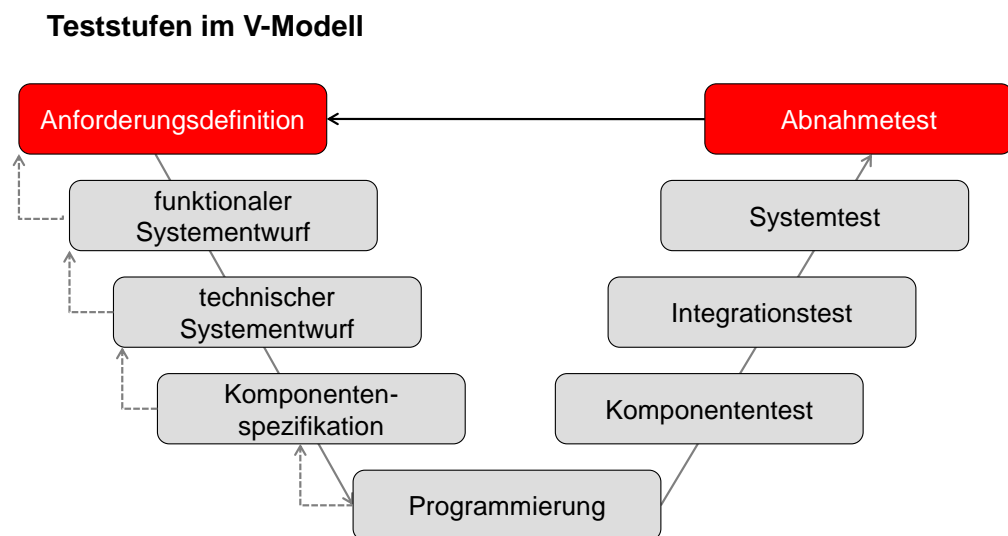 Teststufen im V-Modell
Anforderungsdefinition
Abnahmetest
funktionaler
Systementwurf
Systemtest
technischer
Systementwurf
Integrationstest
Komponenten-
spezifikation
Komponententest
Programmierung